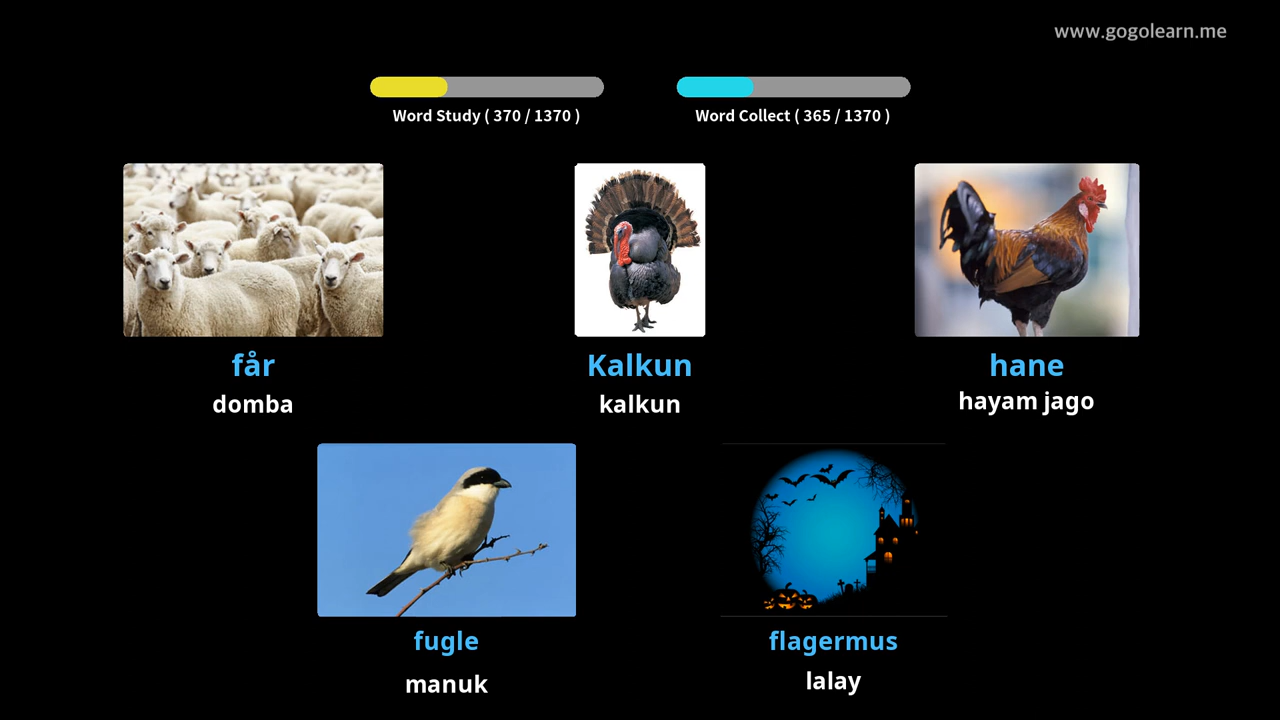 www.gogolearn.me
Word Study ( 370 / 1370 )
Word Collect ( 365 / 1370 )
får
Kalkun
hane
domba
kalkun
hayam jago
fugle
flagermus
manuk
lalay